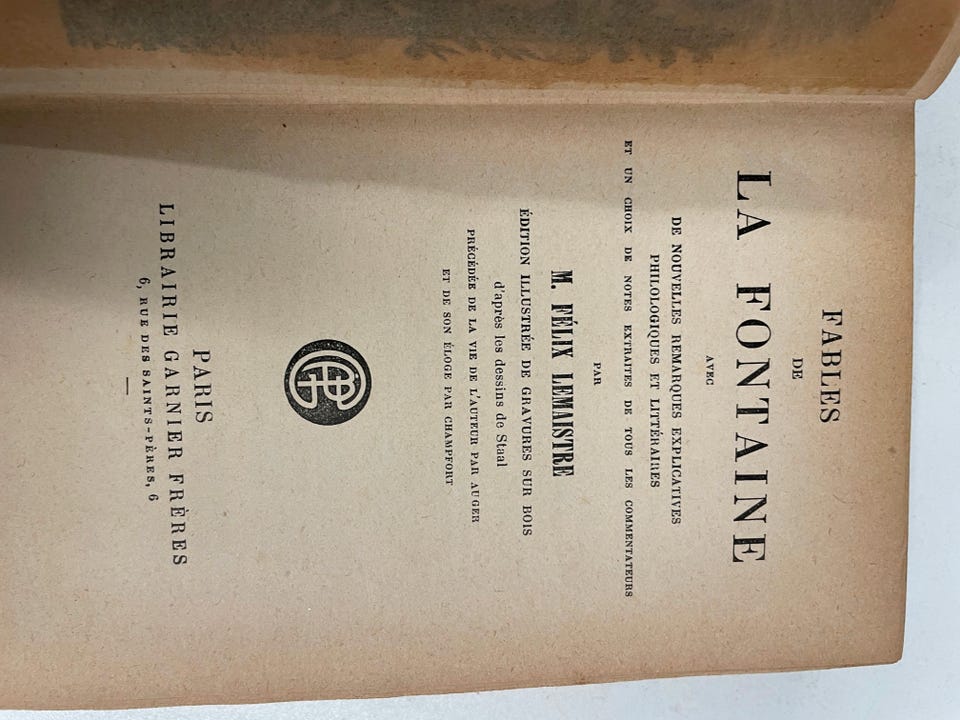 FABLES
DE
LA FONTAINE
AVEC
DE NOUVELLES REMARQUES EXPLICATIVES
PHILOLOGIQUES ET LITTÉRAIRES
ET UN CHOIX DE NOTES EXTRAITES DE TOUS LES COMMENTATEURS
PAR
M. FÉLIX LEMAISTRE
ÉDITION ILLUSTRÉE DE GRAVURES SUR BOIS
d'après les dessins de Staal
PRÉCÉDÉE DE LA VIE DE L'AUTEUR PAR AUGER
ET DE SON ÉLOGE PAR CHAMPFORT
PARIS
LIBRAIRIE GARNIER FRÈRES
6, RUE DES SAINTS-PÈRES, 6